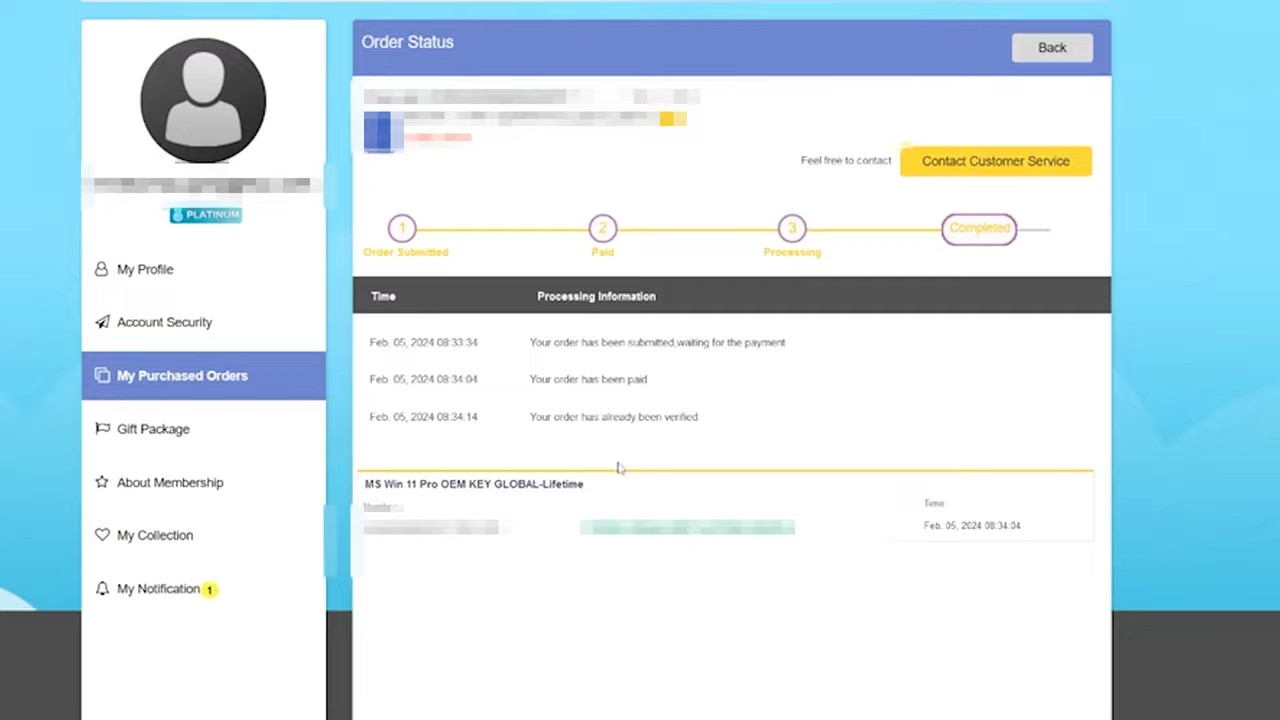 Order Status
Back
Feel free to contact
Contact Customer Service
PLATINUM
1
2
3
Completed
Order Submitted
Paid
Processing
My Profile
Account Security
My Purchased Orders
Gift Package
About Membership
My Collection
My Notification 1
Time Processing Information
Feb. 05, 2024 08:33:34 Your order has been submitted,waiting for the payment
Feb. 05, 2024 08:34:04 Your order has been paid
Feb. 05, 2024 08:34:14 Your order has already been verified
MS Win 11 Pro OEM KEY GLOBAL-Lifetime
Time
Feb. 05, 2024 08:34:04